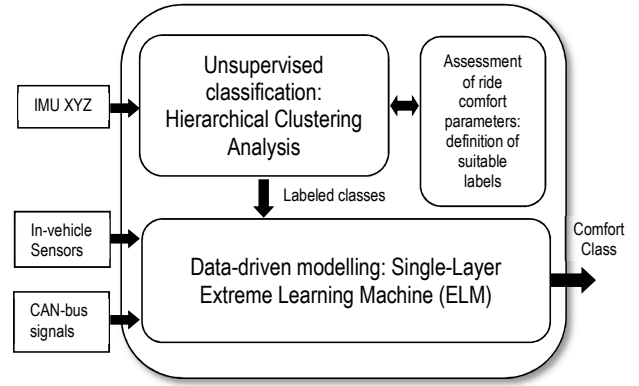 IMU XYZ
Unsupervised
classification:
Hierarchical Clustering
Analysis
Assessment
of ride
comfort
parameters:
definition of
suitable
labels
Labeled classes
In-vehicle
Sensors
CAN-bus
signals
Data-driven modelling: Single-Layer
Extreme Learning Machine (ELM)
Comfort
Class